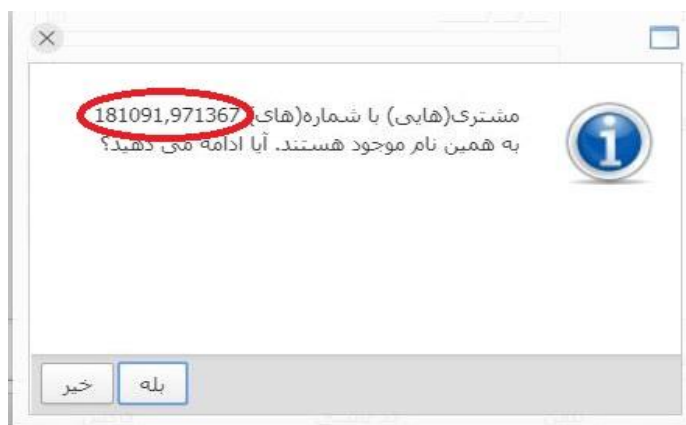 مشتری(هایی) با شماره(های) 181091,971367
به همین نام موجود هستند. آیا ادامه می دهید؟
بله
خیر